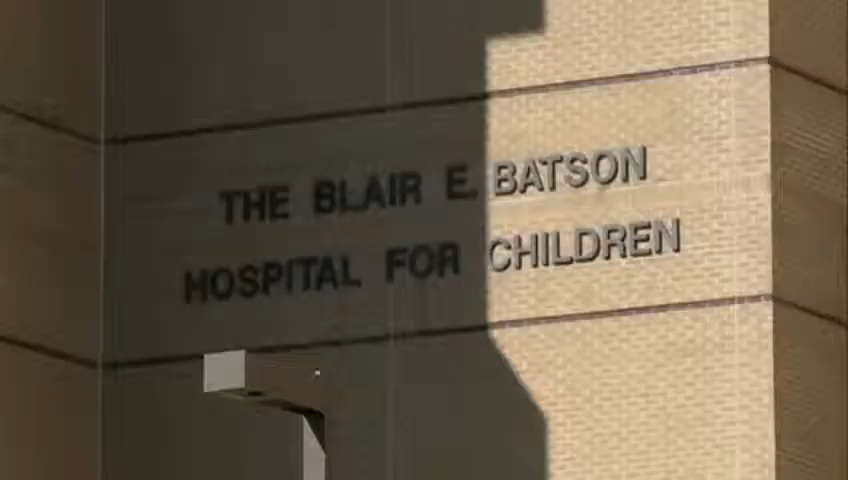 THE BLAIR E. BATSON
HOSPITAL FOR CHILDREN